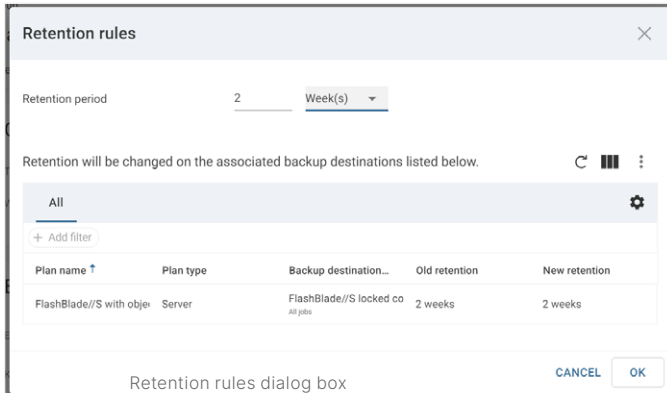 Retention rules
Retention period 2 Week(s)
Retention will be changed on the associated backup destinations listed below.
All
+ Add filter
Plan name ↑ Plan type Backup destination... Old retention New retention
FlashBlade//S with objec Server FlashBlade//S locked co 2 weeks 2 weeks
All jobs
CANCEL OK
Retention rules dialog box